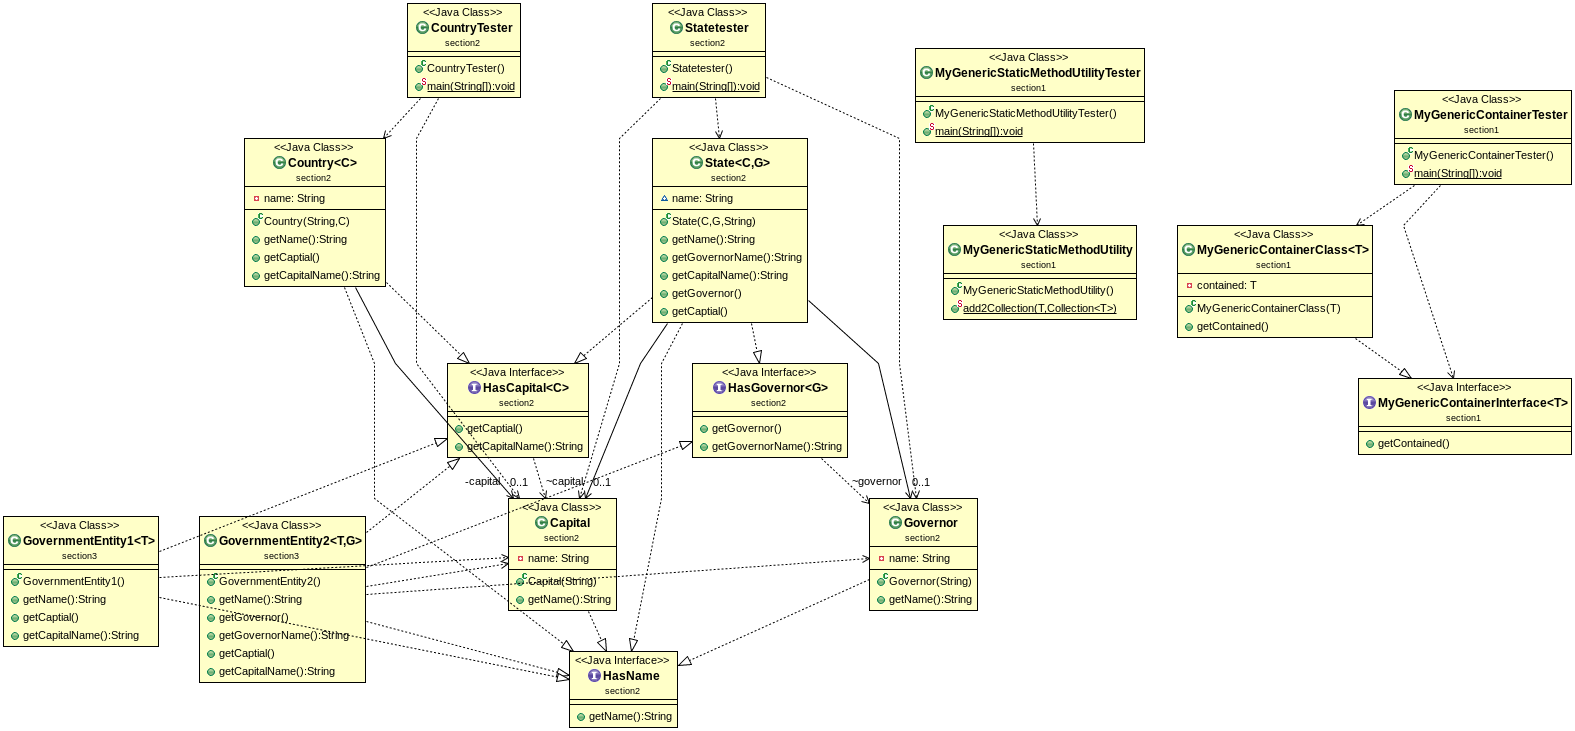 <<Java Class>>
CountryTester
section2
CountryTester()
main(String[]):void
<<Java Class>>
Statetester
section2
Statetester()
main(String[]):void
<<Java Class>>
MyGenericStaticMethodUtilityTester
section1
MyGenericStaticMethodUtilityTester()
main(String[]):void
<<Java Class>>
MyGenericContainerTester
section1
MyGenericContainerTester()
main(String[]):void
<<Java Class>>
Country<C>
section2
name: String
Country(String,C)
getName():String
getCaptial()
getCapitalName():String
<<Java Class>>
State<C,G>
section2
name: String
State(C,G,String)
getName():String
getGovernorName():String
getCapitalName():String
getGovernor()
getCaptial()
<<Java Class>>
MyGenericStaticMethodUtility
section1
MyGenericStaticMethodUtility()
add2Collection(T,Collection<T>)
<<Java Class>>
MyGenericContainerClass<T>
section1
contained: T
MyGenericContainerClass(T)
getContained()
<<Java Interface>>
HasCapital<C>
section2
getCaptial()
getCapitalName():String
<<Java Interface>>
HasGovernor<G>
section2
getGovernor()
getGovernorName():String
<<Java Interface>>
MyGenericContainerInterface<T>
section1
getContained()
-capital 0..1
~capital 0..1
~governor 0..1
<<Java Class>>
GovernmentEntity1<T>
section3
GovernmentEntity1()
getName():String
getCaptial()
getCapitalName():String
<<Java Class>>
GovernmentEntity2<T,G>
section3
GovernmentEntity2()
getName():String
getGovernor()
getGovernorName():String
getCaptial()
getCapitalName():String
<<Java Class>>
Capital
section2
name: String
Capital(String)
getName():String
<<Java Class>>
Governor
section2
name: String
Governor(String)
getName():String
<<Java Interface>>
HasName
section2
getName():String